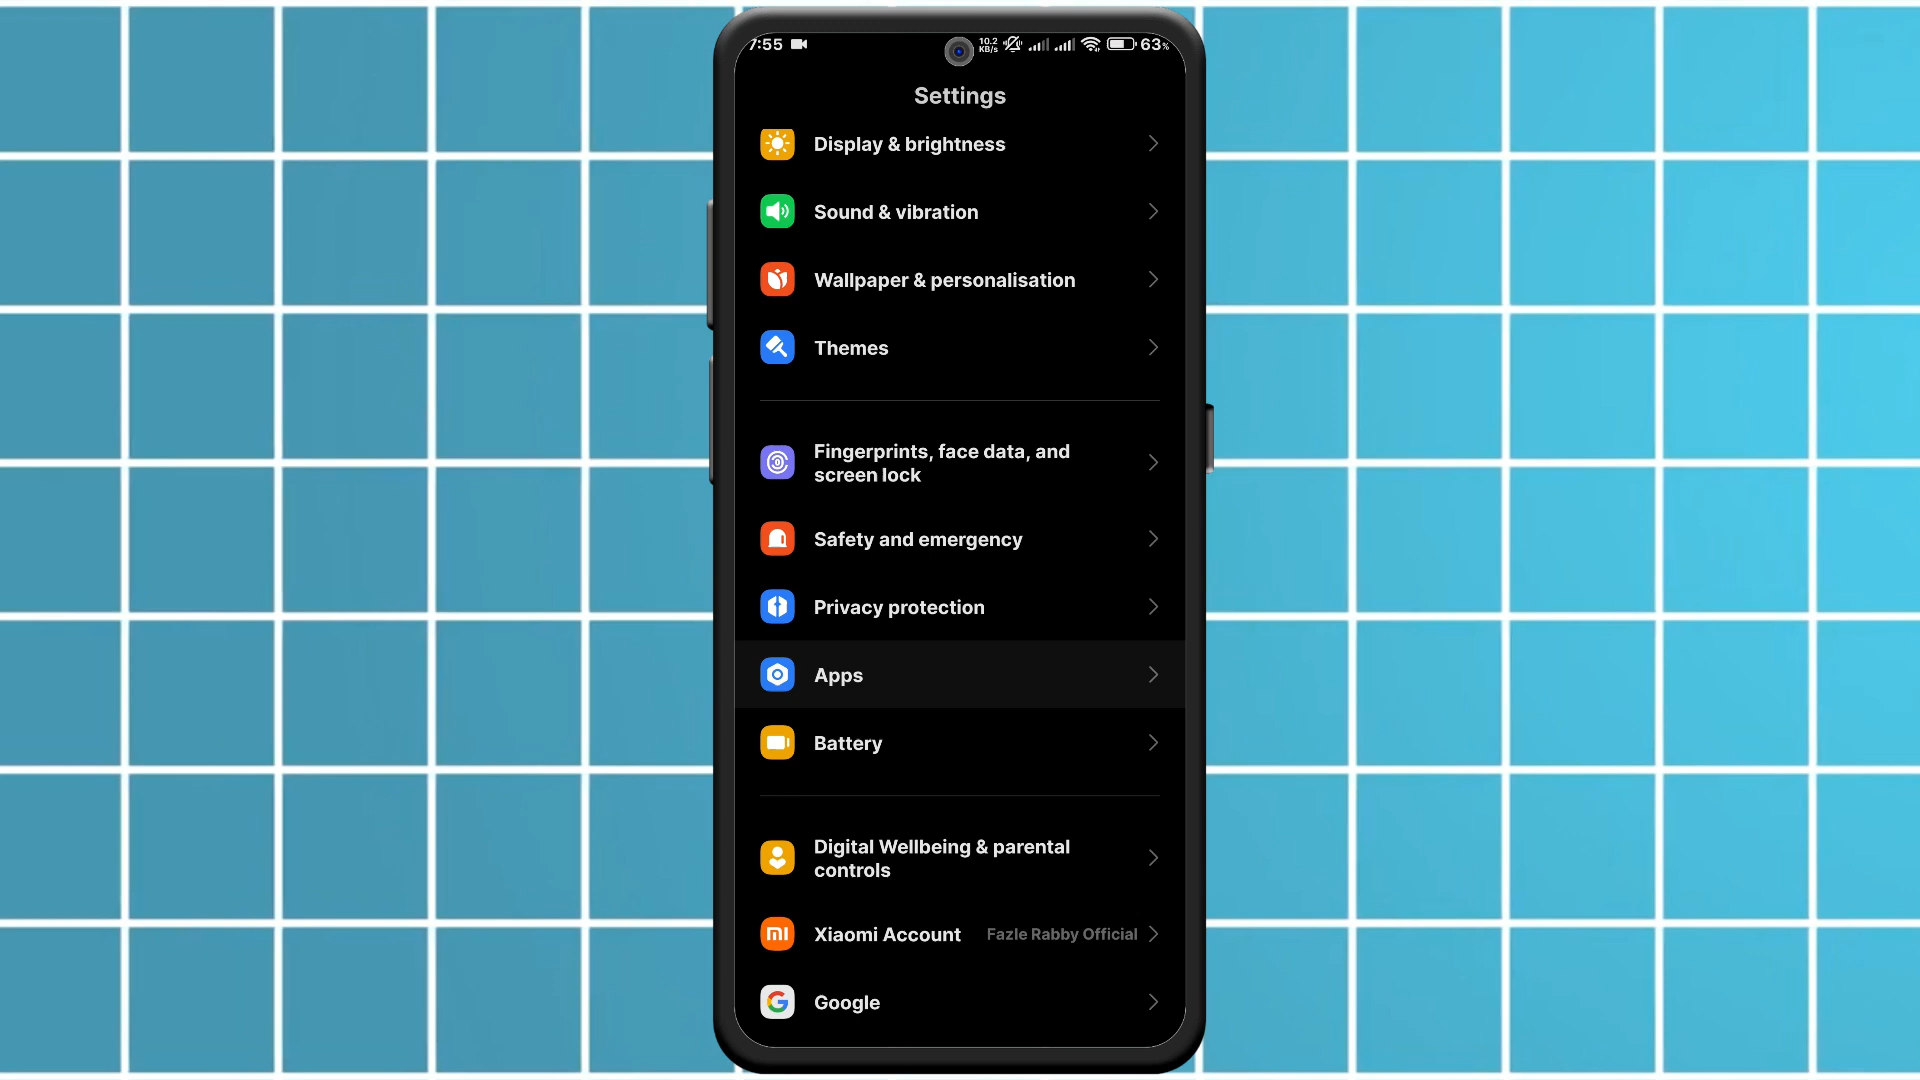 7:55 10.2 KB/s 63%
Settings
Display & brightness
Sound & vibration
Wallpaper & personalisation
Themes
Fingerprints, face data, and
screen lock
Safety and emergency
Privacy protection
Apps
Battery
Digital Wellbeing & parental
controls
Xiaomi Account Fazle Rabby Official
Google